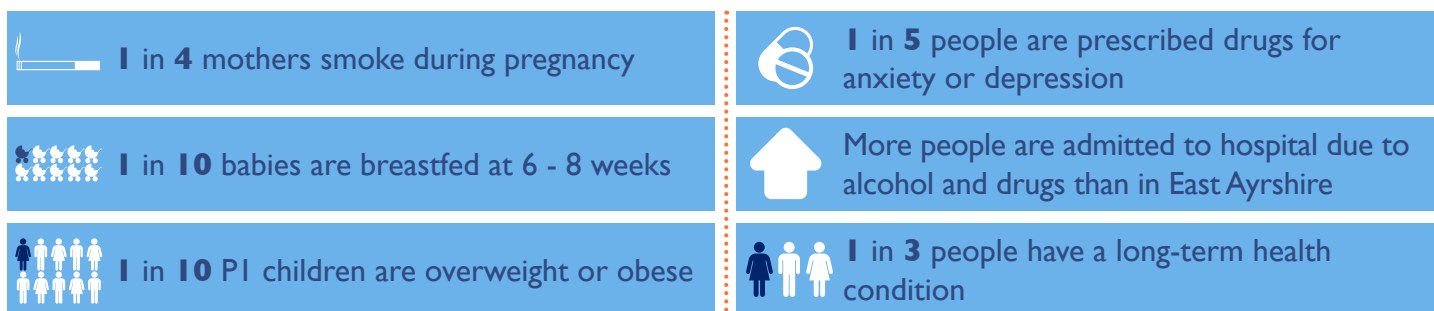 1 in 4 mothers smoke during pregnancy
1 in 10 babies are breastfed at 6 - 8 weeks
1 in 10 P1 children are overweight or obese
1 in 5 people are prescribed drugs for
anxiety or depression
More people are admitted to hospital due to
alcohol and drugs than in East Ayrshire
1 in 3 people have a long-term health
condition